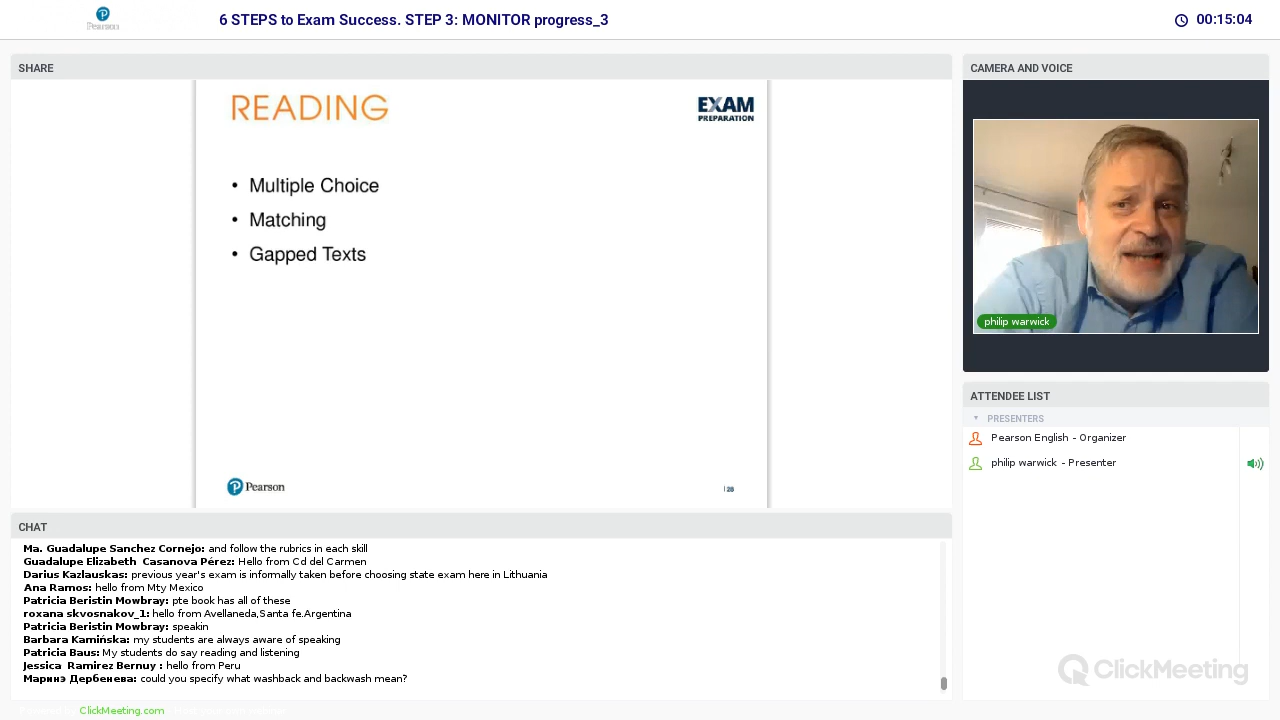 Pearson
6 STEPS to Exam Success. STEP 3: MONITOR progress_3
00:15:04
SHARE
CAMERA AND VOICE
READING
EXAM
PREPARATION
• Multiple Choice
• Matching
• Gapped Texts
philip warwick
Pearson
| 26
ATTENDEE LIST
PRESENTERS
Pearson English - Organizer
philip warwick - Presenter
CHAT
Ma. Guadalupe Sanchez Cornejo: and follow the rubrics in each skill
Guadalupe Elizabeth Casanova Pérez: Hello from Cd del Carmen
Darius Kazlauskas: previous year's exam is informally taken before choosing state exam here in Lithuania
Ana Ramos: hello from Mty Mexico
Patricia Beristin Mowbray: pte book has all of these
roxana skvosnakov_1: hello from Avellaneda,Santa fe.Argentina
Patricia Beristin Mowbray: speakin
Barbara Kamińska: my students are always aware of speaking
Patricia Baus: My students do say reading and listening
Jessica Ramirez Bernuy : hello from Peru
Маринэ Дербенева: could you specify what washback and backwash mean?
ClickMeeting
ClickMeeting.com